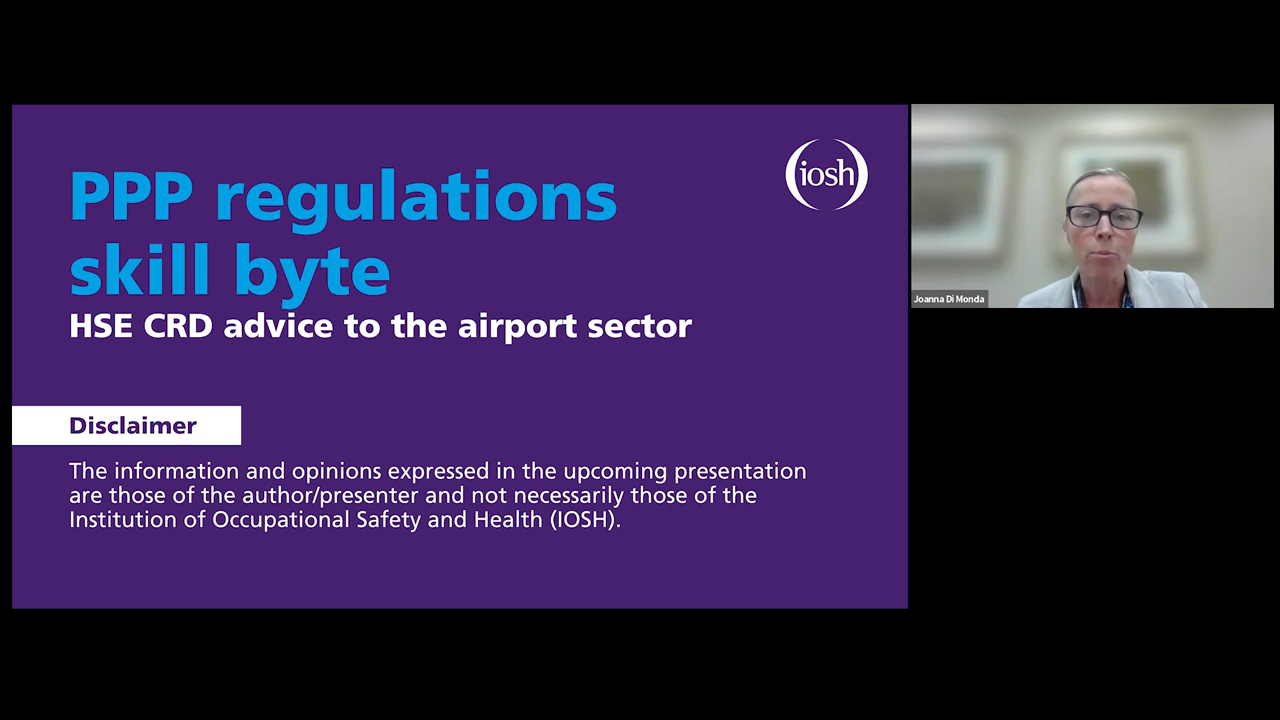 PPP regulations
skill byte
HSE CRD advice to the airport sector
iosh
Disclaimer
The information and opinions expressed in the upcoming presentation
are those of the author/presenter and not necessarily those of the
Institution of Occupational Safety and Health (IOSH).
Joanna Di Monda